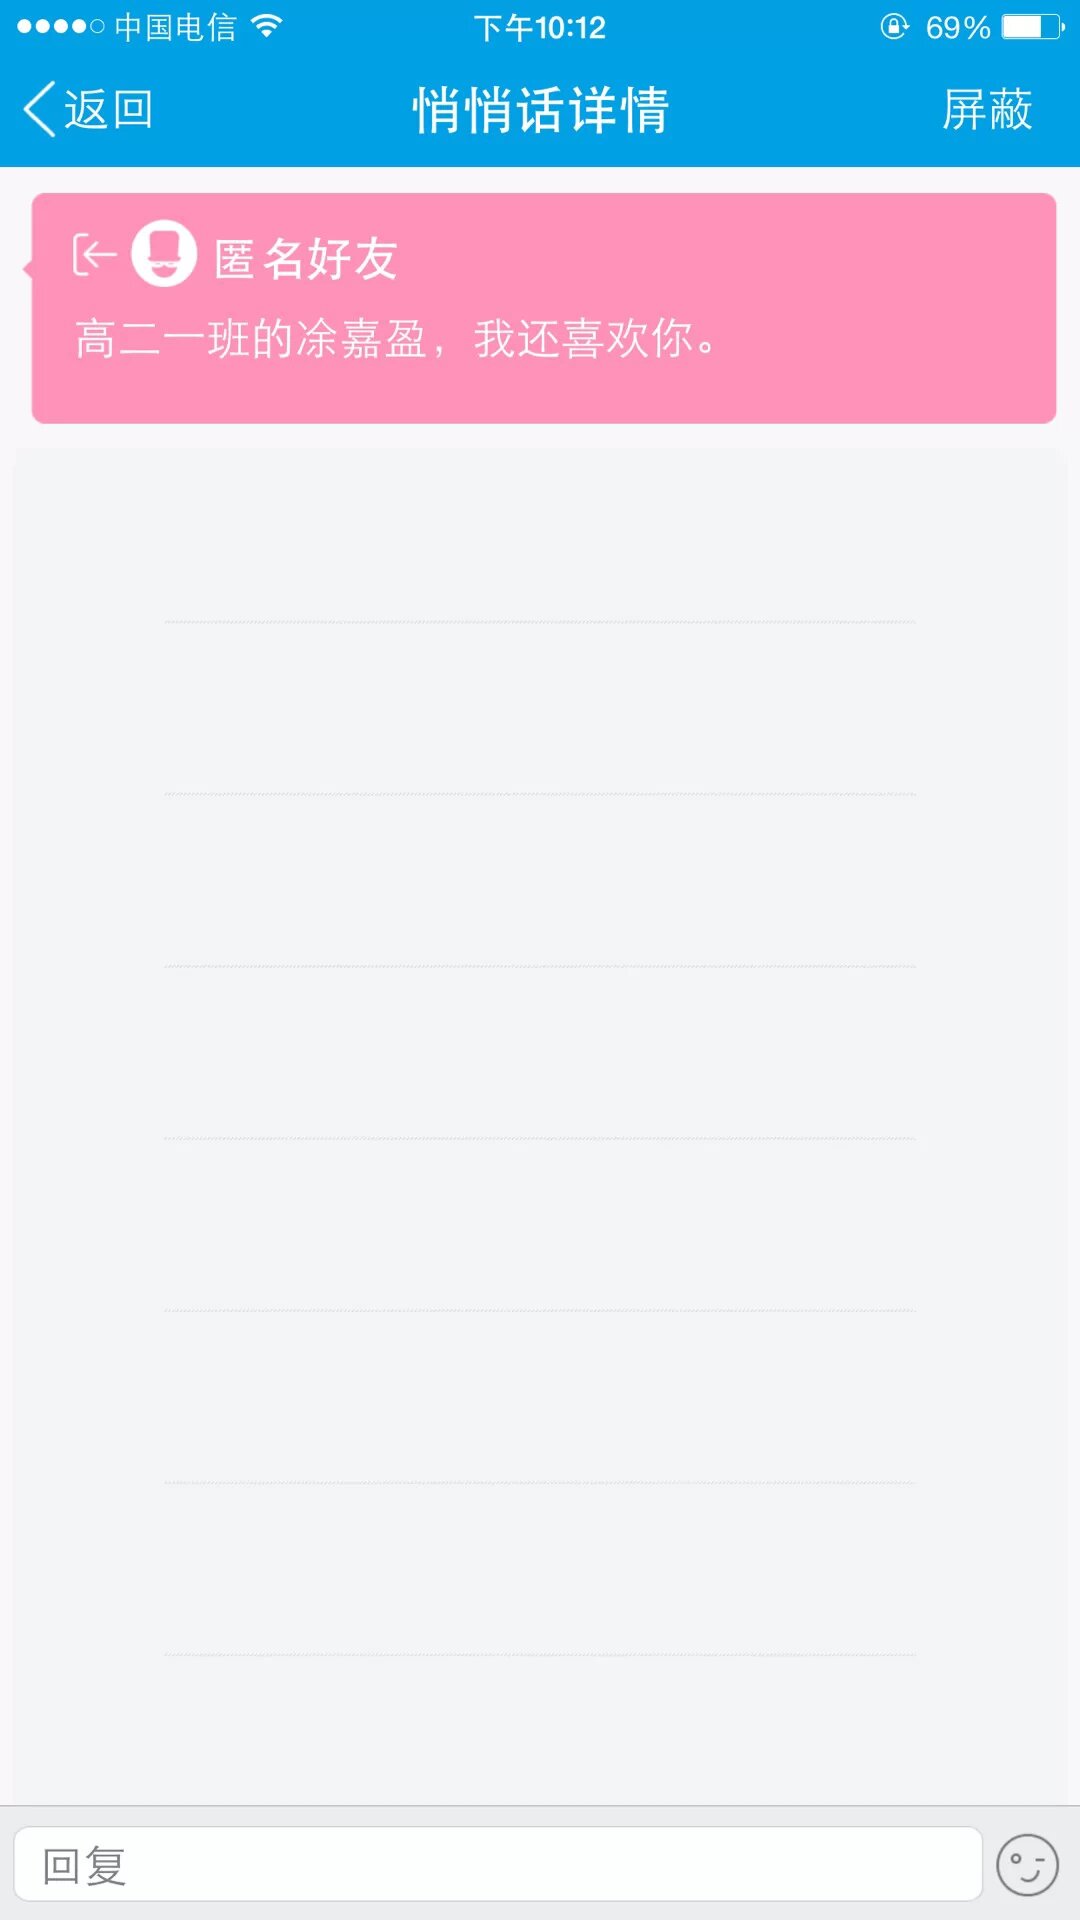 中国电信 下午10:12 69%
返回 悄悄话详情 屏蔽
匿名好友
高二一班的凃嘉盈，我还喜欢你。
回复